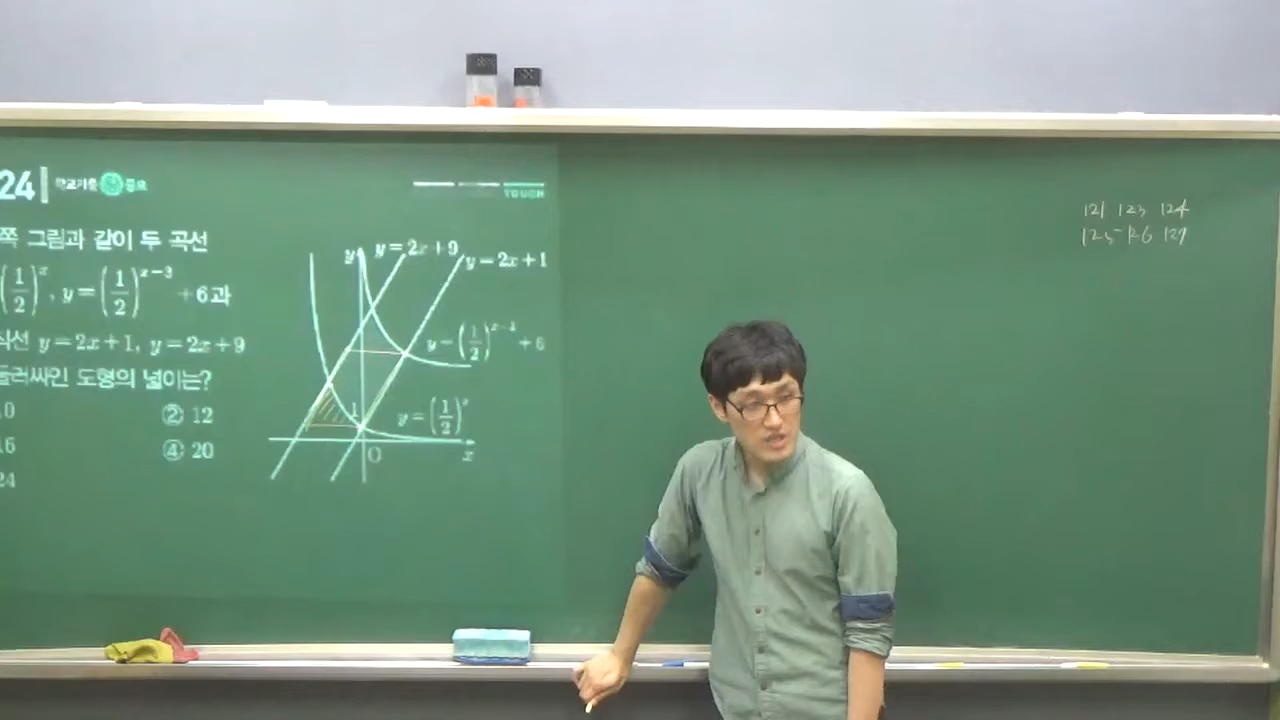 24 학교기출 중요
TOUCH
쪽 그림과 같이 두 곡선
(1/2)^x, y=(1/2)^{x-3}+6과
직선 y=2x+1, y=2x+9
둘러싸인 도형의 넓이는?
0 ② 12
16 ④ 20
24
y y=2x+9
y=2x+1
y=(1/2)^{x-3}+6
1 y=(1/2)^x
O x
121 123 124
125 126 127